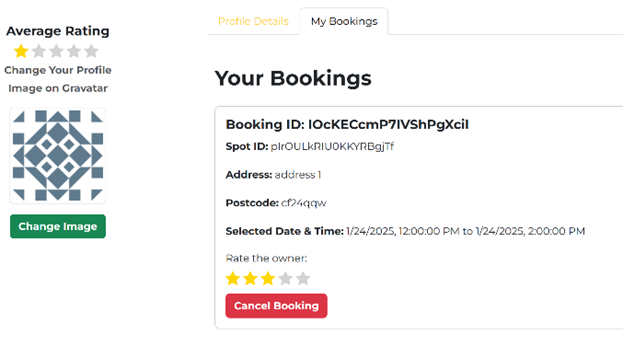 Profile Details
My Bookings
Average Rating
Change Your Profile
Image on Gravatar
Change Image
Your Bookings
Booking ID: IOcKECcmP7IVShPgXciI
Spot ID: pIrOULkRIU0KKYRBgjTf
Address: address 1
Postcode: cf24qqw
Selected Date & Time: 1/24/2025, 12:00:00 PM to 1/24/2025, 2:00:00 PM
Rate the owner:
Cancel Booking